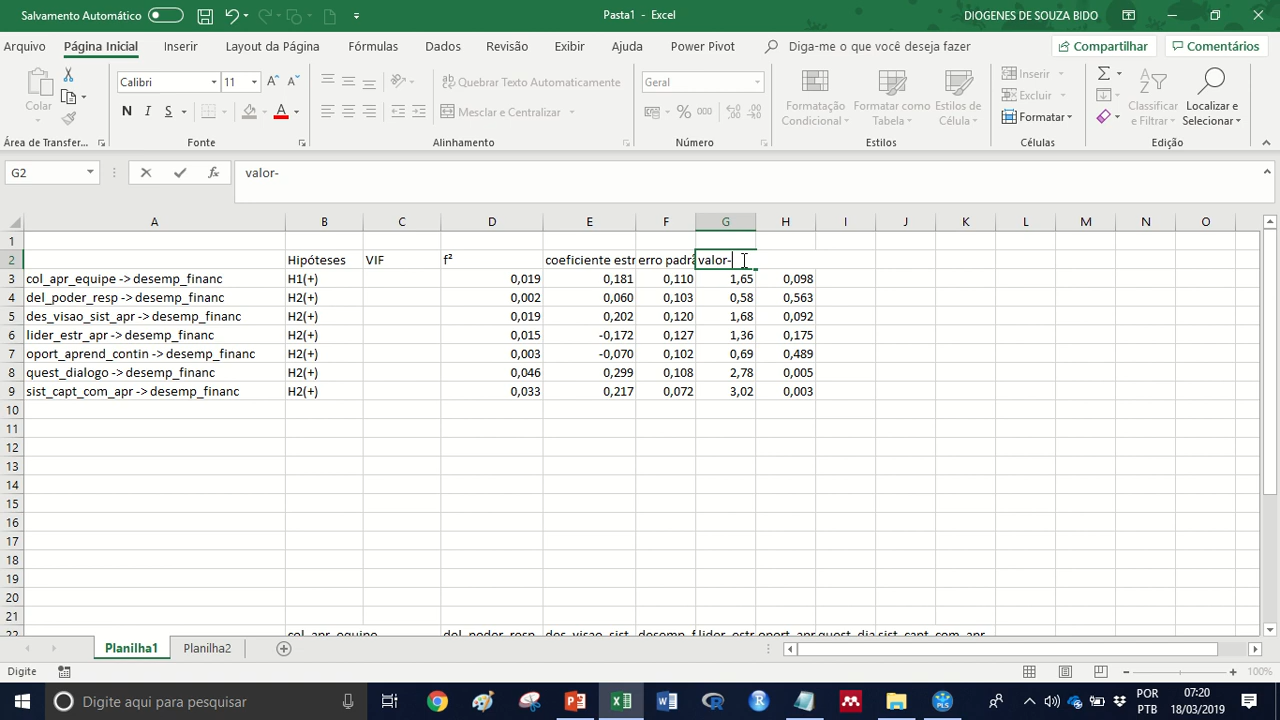 Salvamento Automático
Pasta1 - Excel
DIOGENES DE SOUZA BIDO
Arquivo Página Inicial Inserir Layout da Página Fórmulas Dados Revisão Exibir Ajuda Power Pivot Diga-me o que você deseja fazer Compartilhar Comentários
Colar
Calibri 11
N I S
Quebrar Texto Automaticamente
Mesclar e Centralizar
Geral
% 000
Formatação Condicional
Formatar como Tabela
Estilos de Célula
Inserir
Excluir
Formatar
Classificar e Filtrar
Localizar e Selecionar
Área de Transfer... Fonte Alinhamento Número Estilos Células Edição
G2 fx valor-
A B C D E F G H I J K L M N O
1
2 Hipóteses VIF f² coeficiente estr erro padrã valor-
3 col_apr_equipe -> desemp_financ H1(+) 0,019 0,181 0,110 1,65 0,098
4 del_poder_resp -> desemp_financ H2(+) 0,002 0,060 0,103 0,58 0,563
5 des_visao_sist_apr -> desemp_financ H2(+) 0,019 0,202 0,120 1,68 0,092
6 lider_estr_apr -> desemp_financ H2(+) 0,015 -0,172 0,127 1,36 0,175
7 oport_aprend_contin -> desemp_financ H2(+) 0,003 -0,070 0,102 0,69 0,489
8 quest_dialogo -> desemp_financ H2(+) 0,046 0,299 0,108 2,78 0,005
9 sist_capt_com_apr -> desemp_financ H2(+) 0,033 0,217 0,072 3,02 0,003
10
11
12
13
14
15
16
17
18
19
20
21
22 col_apr_equipe del_poder_resp des_visao_sist desemp_f lider_estr oport_apr quest_dia sist_capt_com_apr
Planilha1 Planilha2
Digite 100%
Digite aqui para pesquisar
POR
PTB
07:20
18/03/2019